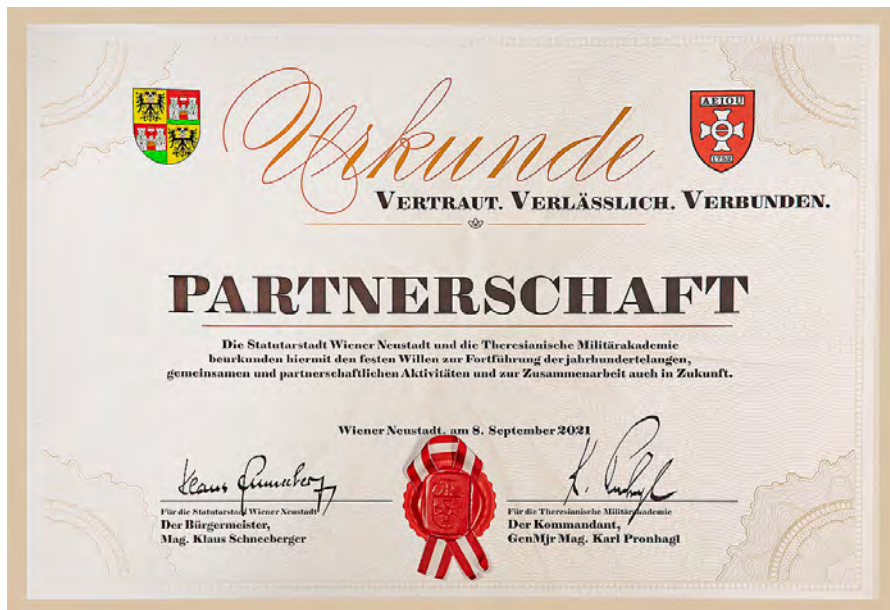 AEIOU
1752
Urkunde
VERTRAUT. VERLÄSSLICH. VERBUNDEN.
PARTNERSCHAFT
Die Statutarstadt Wiener Neustadt und die Theresianische Militärakademie
beurkunden hiermit den festen Willen zur Fortführung der jahrhundertelangen,
gemeinsamen und partnerschaftlichen Aktivitäten und zur Zusammenarbeit auch in Zukunft.
Wiener Neustadt, am 8. September 2021
Für die Statutarstadt Wiener Neustadt
Der Bürgermeister,
Mag. Klaus Schneeberger
Für die Theresianische Militärakademie
Der Kommandant,
GenMjr Mag. Karl Pronhagl